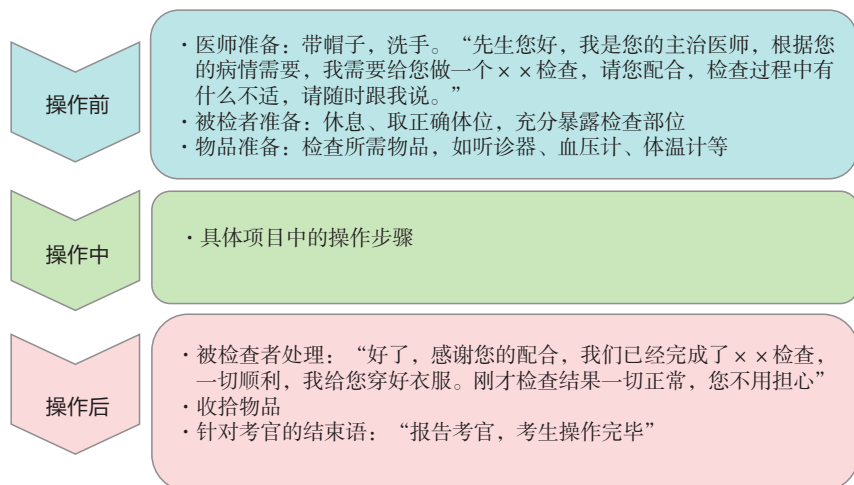 操作前
· 医师准备：带帽子，洗手。“先生您好，我是您的主治医师，根据您
的病情需要，我需要给您做一个××检查，请您配合，检查过程中有
什么不适，请随时跟我说。”
· 被检者准备：休息、取正确体位，充分暴露检查部位
· 物品准备：检查所需物品，如听诊器、血压计、体温计等
操作中
· 具体项目中的操作步骤
操作后
· 被检查者处理：“好了，感谢您的配合，我们已经完成了××检查，
一切顺利，我给您穿好衣服。刚才检查结果一切正常，您不用担心”
· 收拾物品
· 针对考官的结束语：“报告考官，考生操作完毕”